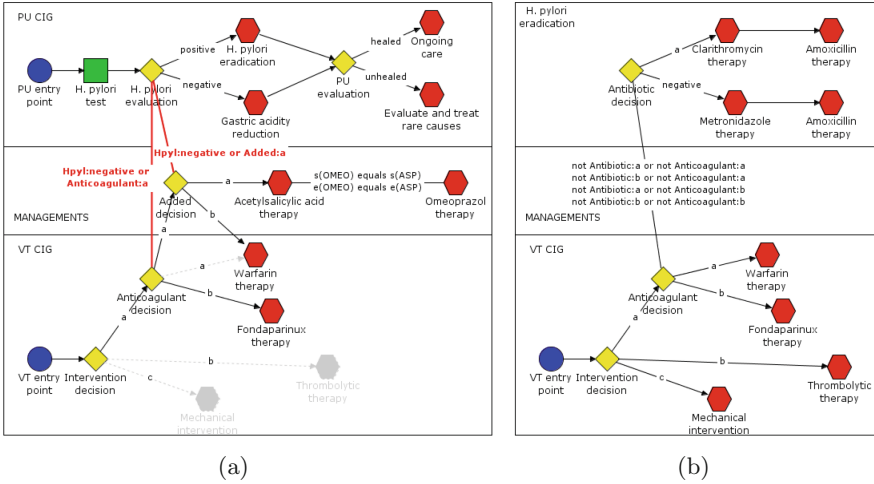 PU CIG
positive
H. pylori
eradication
healed
Ongoing
care
PU entry
point
H. pylori
test
H. pylori
evaluation
negative
Gastric acidity
reduction
PU
evaluation
unhealed
Evaluate and treat
rare causes
Hpyl:negative or Added:a
Hpyl:negative or
Anticoagulant:a
Added
decision
a
b
Acetylsalicylic acid
therapy
s(OMEO) equals s(ASP)
e(OMEO) equals e(ASP)
Omeoprazol
therapy
MANAGEMENTS
VT CIG
a
a
Warfarin
therapy
Anticoagulant
decision
b
Fondaparinux
therapy
a
VT entry
point
Intervention
decision
b
Thrombolytic
therapy
c
Mechanical
intervention
(a)
H. pylori
eradication
a
Clarithromycin
therapy
Amoxicillin
therapy
Antibiotic
decision
negative
Metronidazole
therapy
Amoxicillin
therapy
not Antibiotic:a or not Anticoagulant:a
not Antibiotic:b or not Anticoagulant:a
not Antibiotic:a or not Anticoagulant:b
not Antibiotic:b or not Anticoagulant:b
MANAGEMENTS
VT CIG
a
Warfarin
therapy
Anticoagulant
decision
b
Fondaparinux
therapy
a
VT entry
point
Intervention
decision
b
Thrombolytic
therapy
c
Mechanical
intervention
(b)